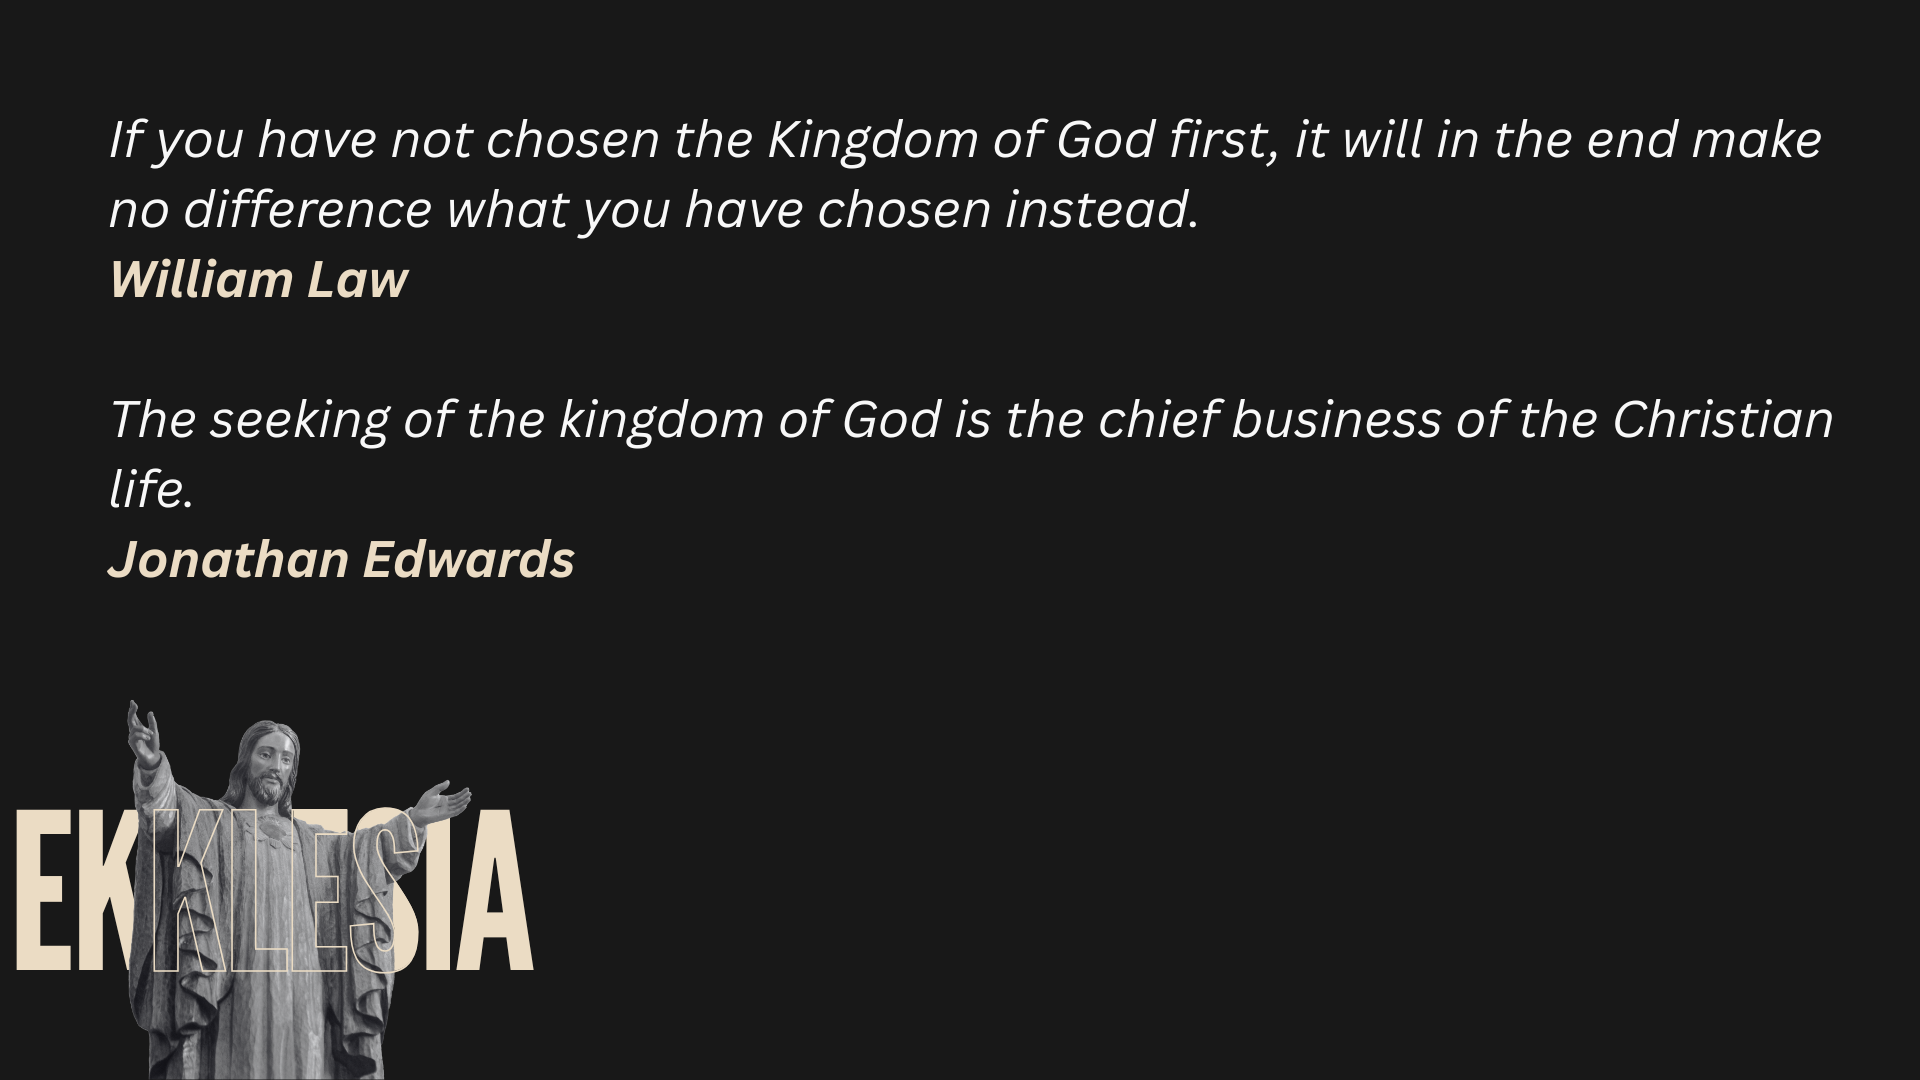 If you have not chosen the Kingdom of God first, it will in the end make
no difference what you have chosen instead.
William Law
The seeking of the kingdom of God is the chief business of the Christian
life.
Jonathan Edwards
EKKLESIA